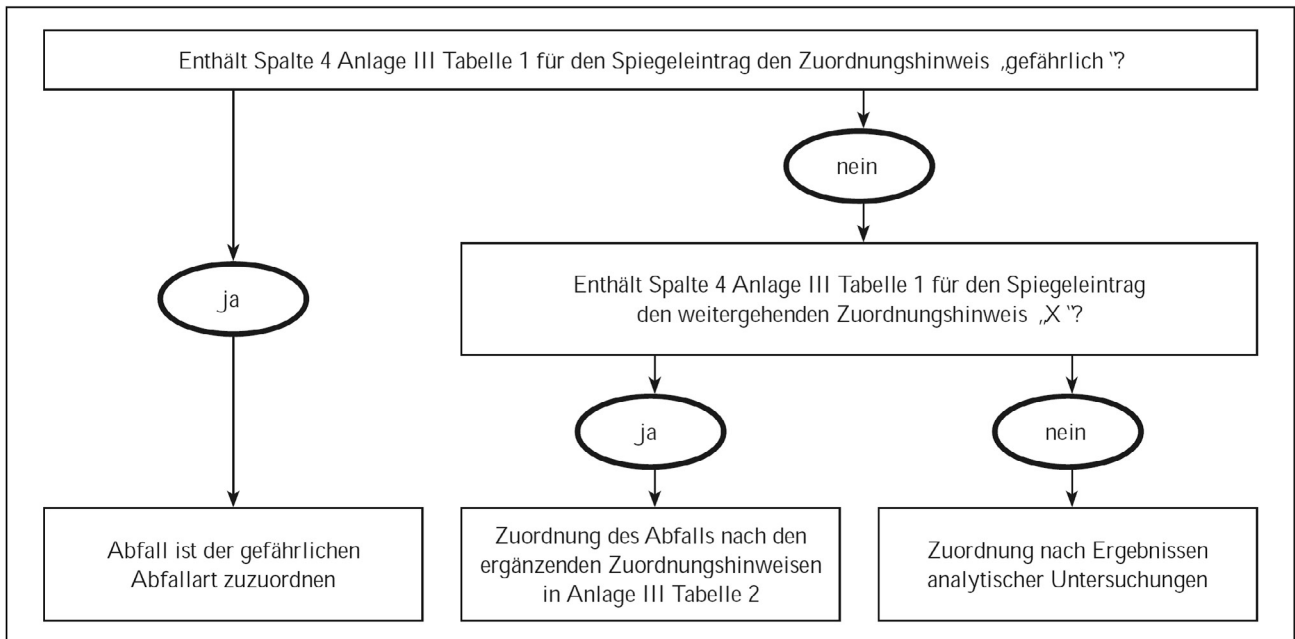 Enthält Spalte 4 Anlage III Tabelle 1 für den Spiegeleintrag den Zuordnungshinweis „gefährlich“?
nein
ja
Enthält Spalte 4 Anlage III Tabelle 1 für den Spiegeleintrag
den weitergehenden Zuordnungshinweis „X“?
ja
nein
Abfall ist der gefährlichen
Abfallart zuzuordnen
Zuordnung des Abfalls nach den
ergänzenden Zuordnungshinweisen
in Anlage III Tabelle 2
Zuordnung nach Ergebnissen
analytischer Untersuchungen